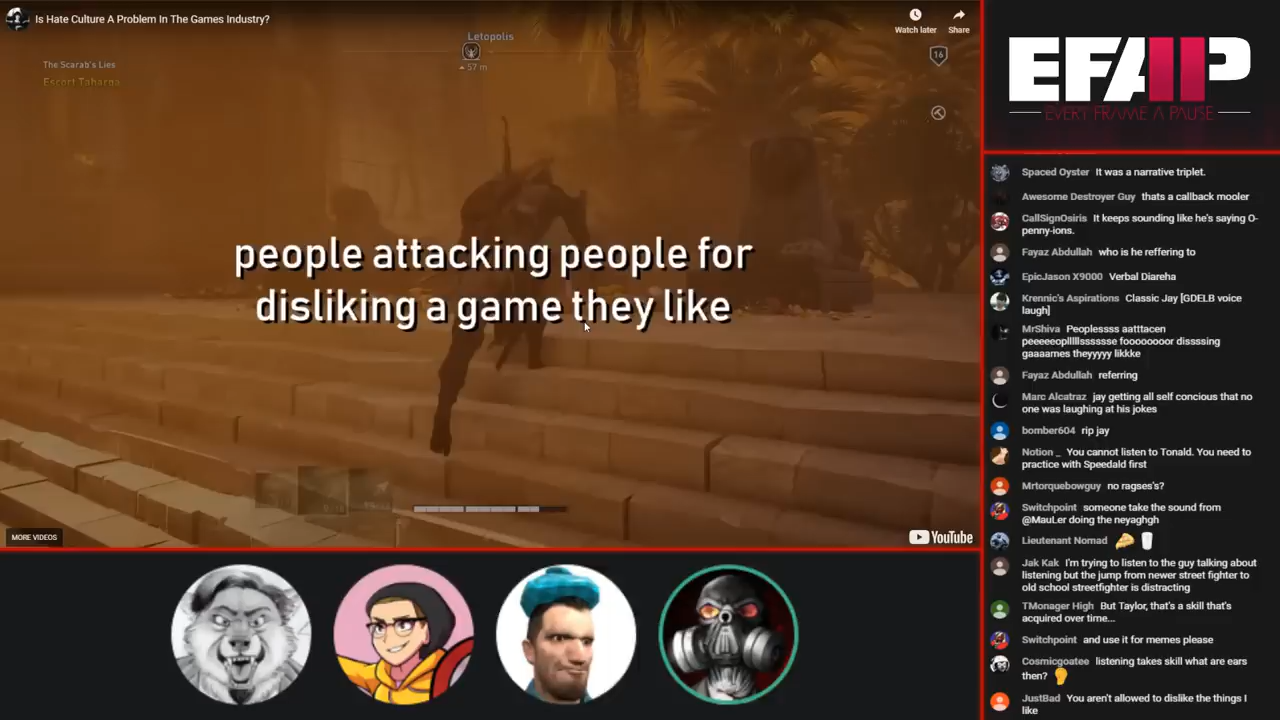 Is Hate Culture A Problem In The Games Industry?
Watch later
Share
Letopolis
57 m
16
The Scarab's Lies
Escort Taharqa
people attacking people for
disliking a game they like
MORE VIDEOS
YouTube
EFAP
EVERY FRAME A PAUSE
Spaced Oyster It was a narrative triplet.
Awesome Destroyer Guy thats a callback mooler
CallSignOsiris It keeps sounding like he's saying O-
penny-ions.
Fayaz Abdullah who is he reffering to
EpicJason X9000 Verbal Diareha
Krennic's Aspirations Classic Jay [GDELB voice
laugh]
MrShiva Peoplessss aatttacen
peeeeeopllllllsssssse foooooooor dissssing
gaaaames theyyyyy likkke
Fayaz Abdullah referring
Marc Alcatraz jay getting all self concious that no
one was laughing at his jokes
bomber604 rip jay
Notion _ You cannot listen to Tonald. You need to
practice with Speedald first
Mrtorquebowguy no ragses's?
Switchpoint someone take the sound from
@MauLer doing the neyaghgh
Lieutenant Nomad 🧀 🥛
Jak Kak I'm trying to listen to the guy talking about
listening but the jump from newer street fighter to
old school streetfighter is distracting
TMonager High But Taylor, that's a skill that's
acquired over time...
Switchpoint and use it for memes please
Cosmicgoatee listening takes skill what are ears
then? 👂
JustBad You aren't allowed to dislike the things I
like